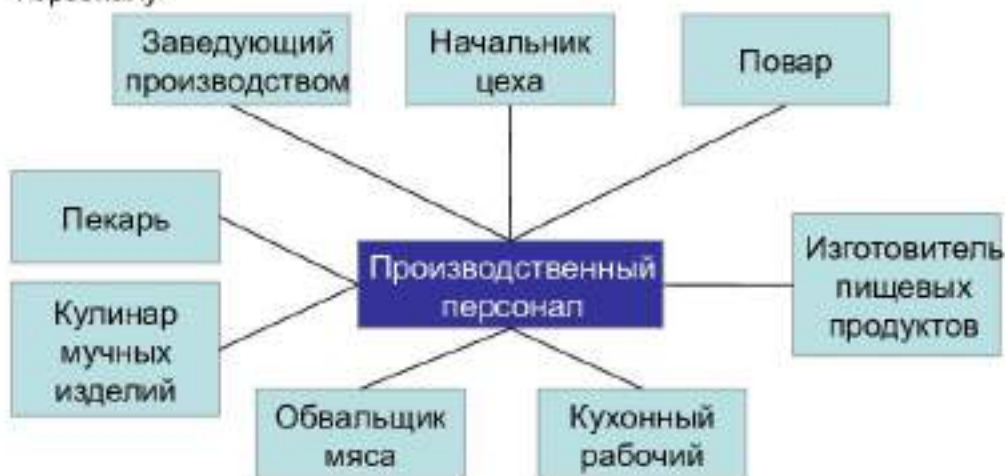 Заведующий
производством
Начальник
цеха
Повар
Пекарь
Производственный
персонал
Изготовитель
пищевых
продуктов
Кулинар
мучных
изделий
Обвальщик
мяса
Кухонный
рабочий